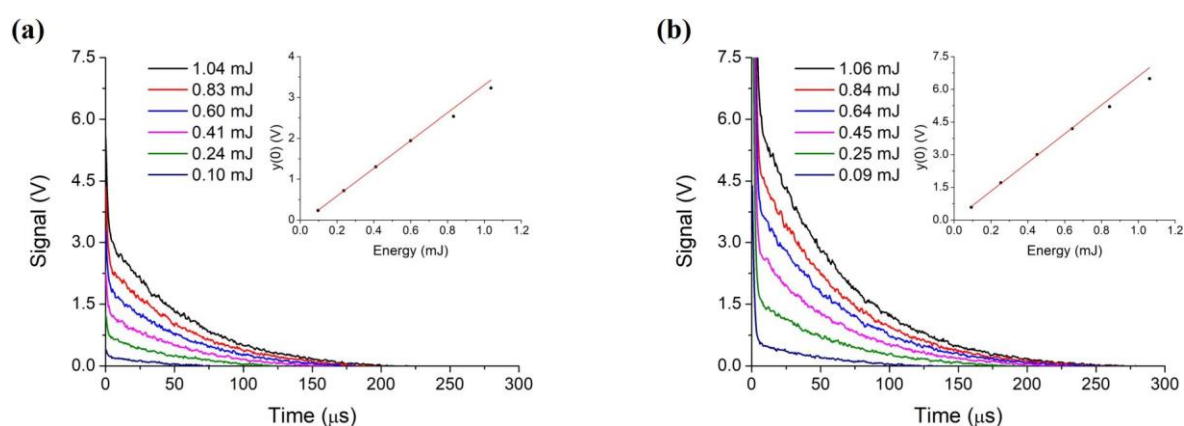 (a)
7.5
6.0
4.5
3.0
1.5
0.0
Signal (V)
0
50
100
150
200
250
300
Time (μs)
1.04 mJ
0.83 mJ
0.60 mJ
0.41 mJ
0.24 mJ
0.10 mJ
4
3
2
1
0
y(0) (V)
0.0
0.2
0.4
0.6
0.8
1.0
1.2
Energy (mJ)
(b)
7.5
6.0
4.5
3.0
1.5
0.0
Signal (V)
0
50
100
150
200
250
300
Time (μs)
1.06 mJ
0.84 mJ
0.64 mJ
0.45 mJ
0.25 mJ
0.09 mJ
7.5
6.0
4.5
3.0
1.5
0.0
y(0) (V)
0.0
0.2
0.4
0.6
0.8
1.0
1.2
Energy (mJ)